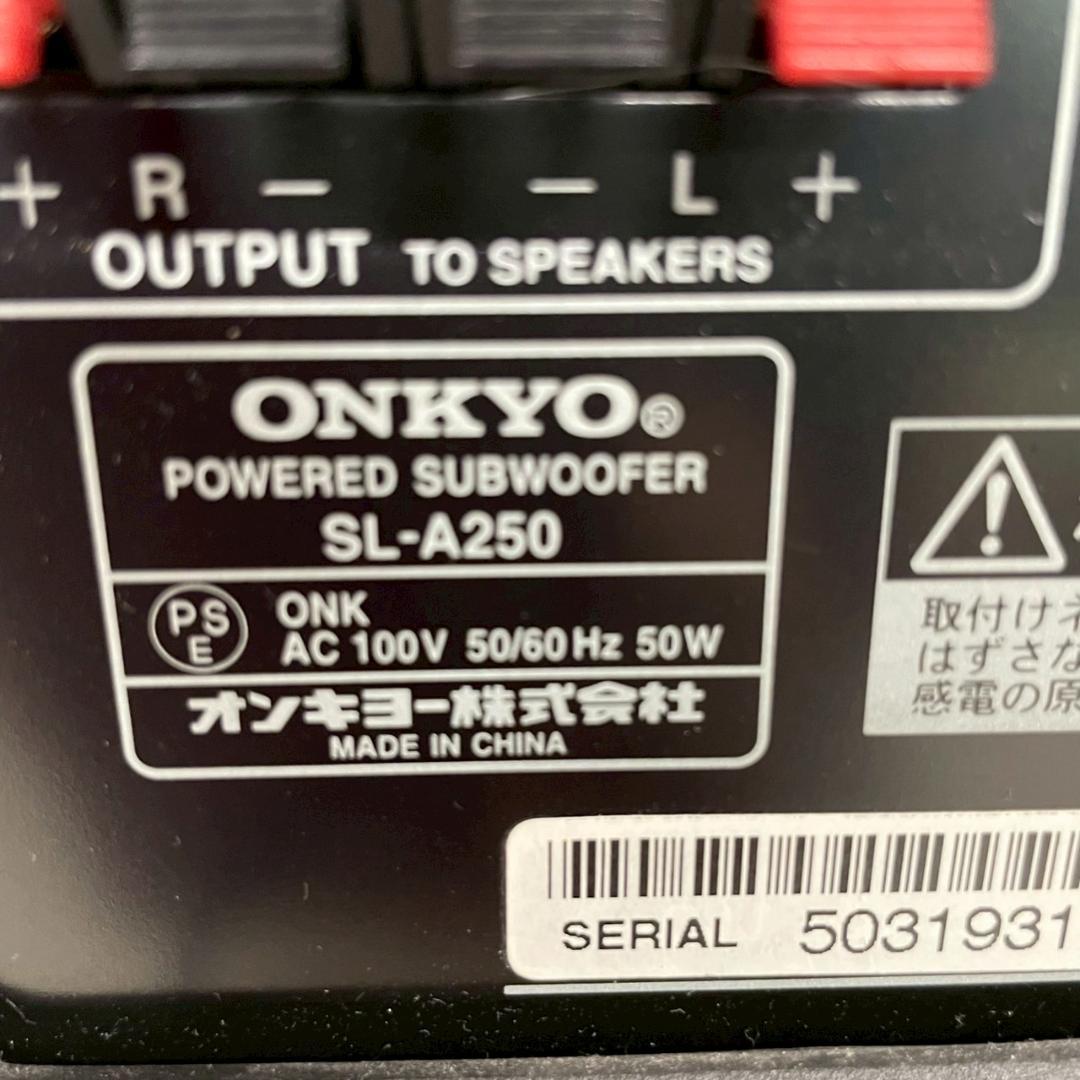 + R − − L +
OUTPUT TO SPEAKERS
ONKYO®
POWERED SUBWOOFER
SL-A250
PSE
ONK
AC 100V 50/60Hz 50W
オンキヨー株式会社
MADE IN CHINA
取付けネ
はずさな
感電の原
SERIAL 5031931